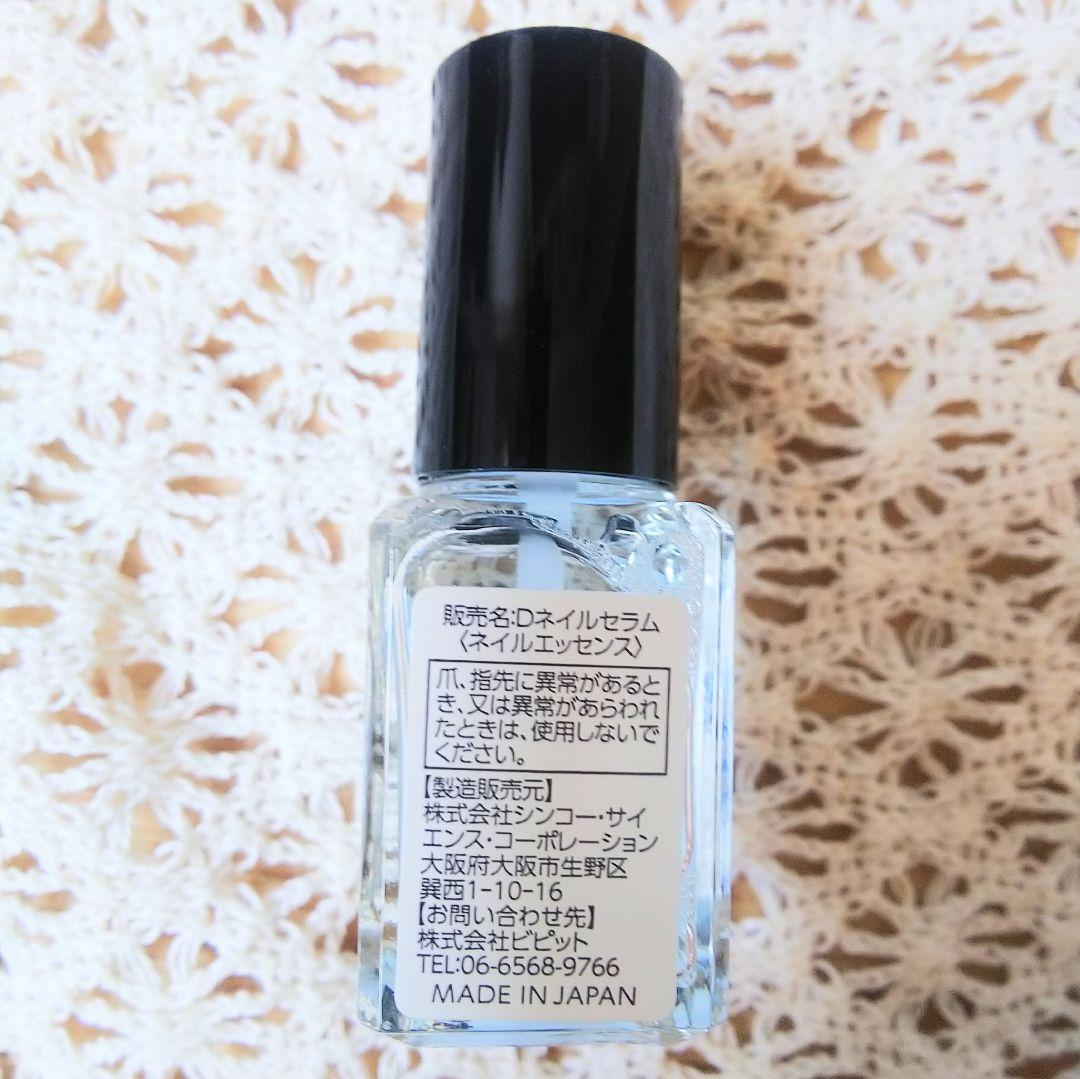 販売名:Dネイルセラム
〈ネイルエッセンス〉
爪、指先に異常があると
き、又は異常があらわれ
たときは、使用しないで
ください。
【製造販売元】
株式会社シンコー・サイ
エンス・コーポレーション
大阪府大阪市生野区
巽西1-10-16
【お問い合わせ先】
株式会社ビピット
TEL:06-6568-9766
MADE IN JAPAN